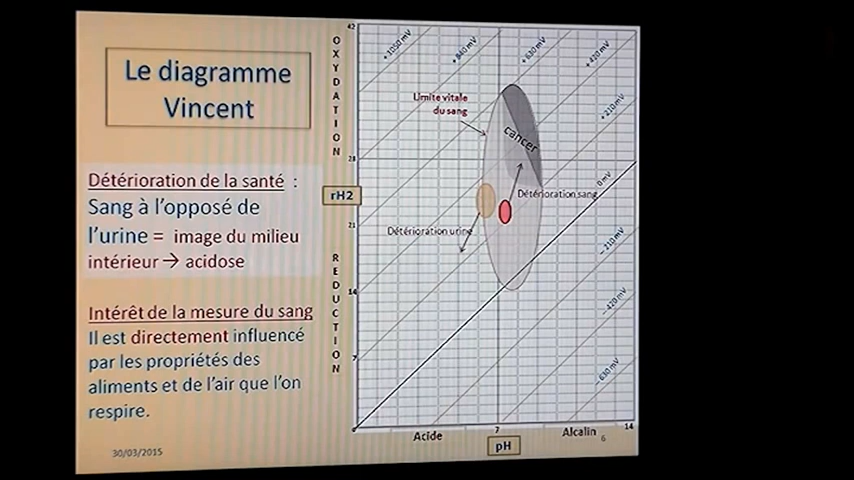 Le diagramme
Vincent
Détérioration de la santé :
Sang à l'opposé de
l'urine = image du milieu
intérieur → acidose
Intérêt de la mesure du sang
Il est directement influencé
par les propriétés des
aliments et de l'air que l'on
respire.
30/03/2015
OXYDATION
rH2
REDUCTION
42
28
21
14
7
+1050 mV
+840 mV
+630 mV
+420 mV
+210 mV
0 mV
-210 mV
-420 mV
-630 mV
Limite vitale
du sang
cancer
Détérioration sang
Détérioration urine
Acide
7
Alcalin
14
pH
6